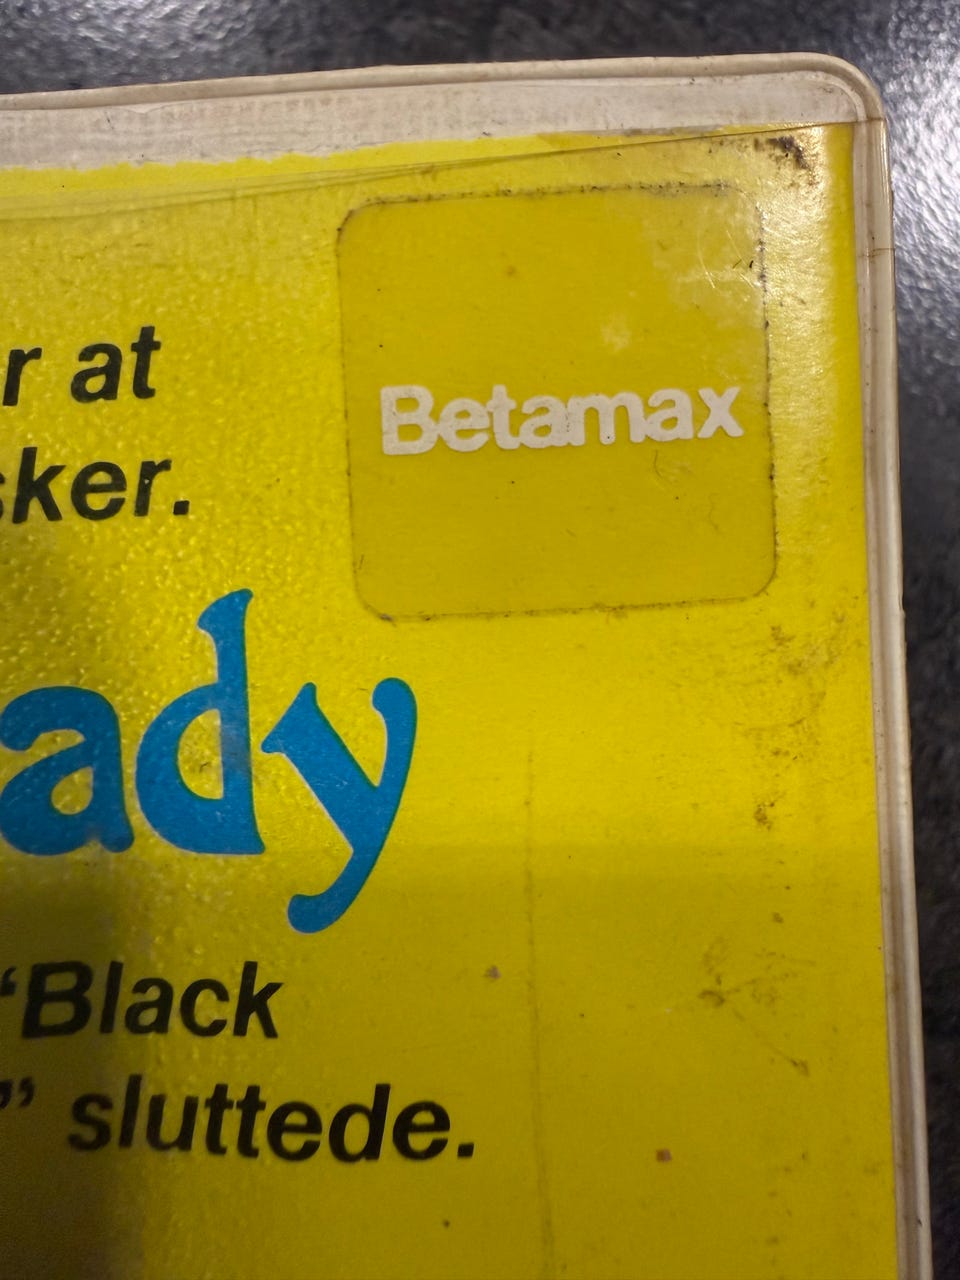 Betamax
r at
sker.
ady
“Black
” sluttede.